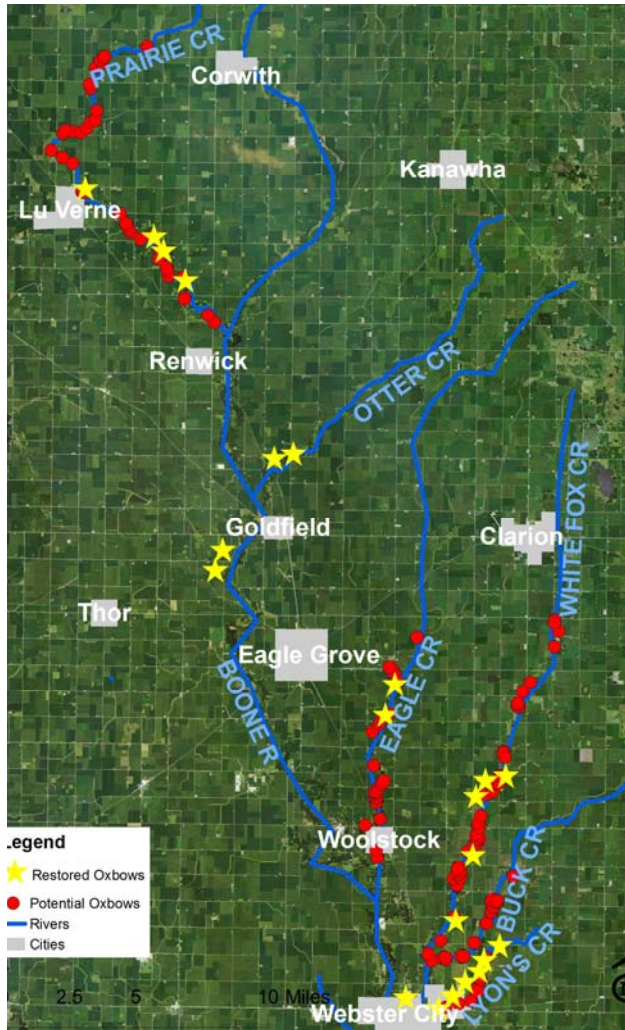 PRAIRIE CR
Corwith
Kanawha
Lu Verne
Renwick
OTTER CR
Goldfield
Clarion
WHITE FOX CR
Thor
Eagle Grove
EAGLE CR
BOONE R
Woolstock
BUCK CR
LYON'S CR
Webster City
Legend
Restored Oxbows
Potential Oxbows
Rivers
Cities
2.5 5 10 Miles